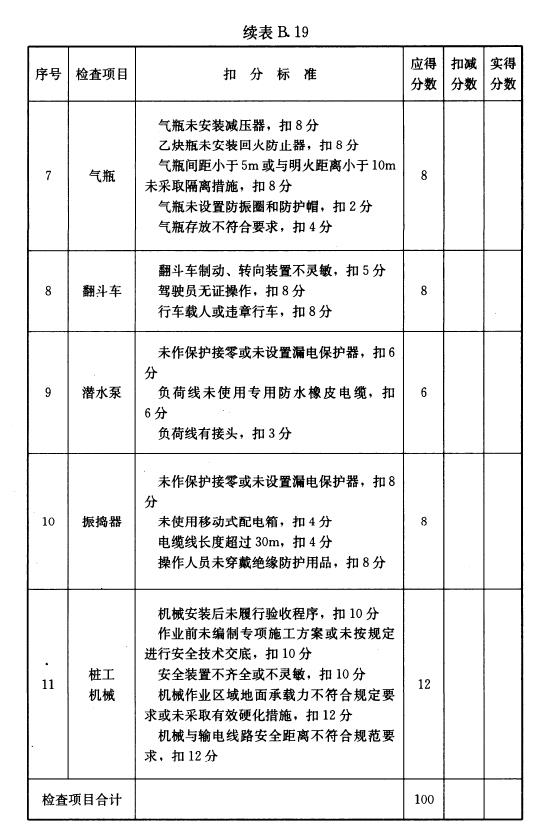 续表 B.19
序号 检查项目 扣 分 标 准 应得分数 扣减分数 实得分数
7 气瓶 8
气瓶未安装减压器，扣 8 分
乙炔瓶未安装回火防止器，扣 8 分
气瓶间距小于 5m 或与明火距离小于 10m
未采取隔离措施，扣 8 分
气瓶未设置防振圈和防护帽，扣 2 分
气瓶存放不符合要求，扣 4 分
8 翻斗车 8
翻斗车制动、转向装置不灵敏，扣 5 分
驾驶员无证操作，扣 8 分
行车载人或违章行车，扣 8 分
9 潜水泵 6
未作保护接零或未设置漏电保护器，扣 6
分
负荷线未使用专用防水橡皮电缆，扣
6 分
负荷线有接头，扣 3 分
10 振捣器 8
未作保护接零或未设置漏电保护器，扣 8
分
未使用移动式配电箱，扣 4 分
电缆线长度超过 30m，扣 4 分
操作人员未穿戴绝缘防护用品，扣 8 分
11 桩工机械 12
机械安装后未履行验收程序，扣 10 分
作业前未编制专项施工方案或未按规定
进行安全技术交底，扣 10 分
安全装置不齐全或不灵敏，扣 10 分
机械作业区域地面承载力不符合规定要
求或未采取有效硬化措施，扣 12 分
机械与输电线路安全距离不符合规范要
求，扣 12 分
检查项目合计 100